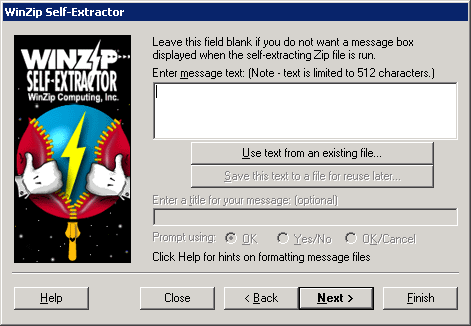 WinZip Self-Extractor
WINZIP
SELF-EXTRACTOR
WinZip Computing, Inc.
Leave this field blank if you do not want a message box
displayed when the self-extracting Zip file is run.
Enter message text: (Note - text is limited to 512 characters.)
Use text from an existing file...
Save this text to a file for reuse later...
Enter a title for your message: (optional)
Prompt using: OK Yes/No OK/Cancel
Click Help for hints on formatting message files
Help Close < Back Next > Finish